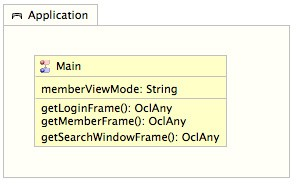 Application
Main
memberViewMode: String
getLoginFrame(): OclAny
getMemberFrame(): OclAny
getSearchWindowFrame(): OclAny